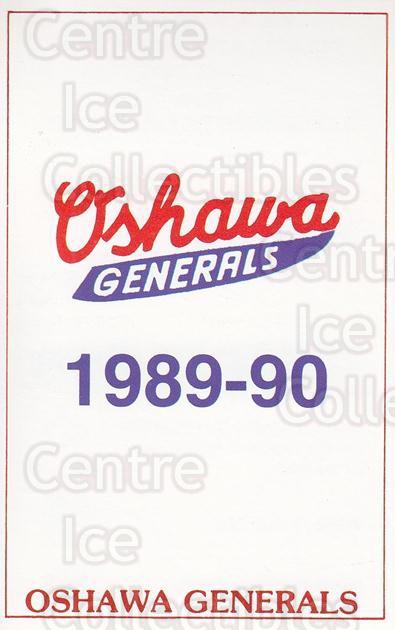 Centre
Ice
Collectibles
Oshawa
GENERALS
Centre
Ice
1989-90
Collectibles
Centre
Ice
OSHAWA GENERALS
Collectibles